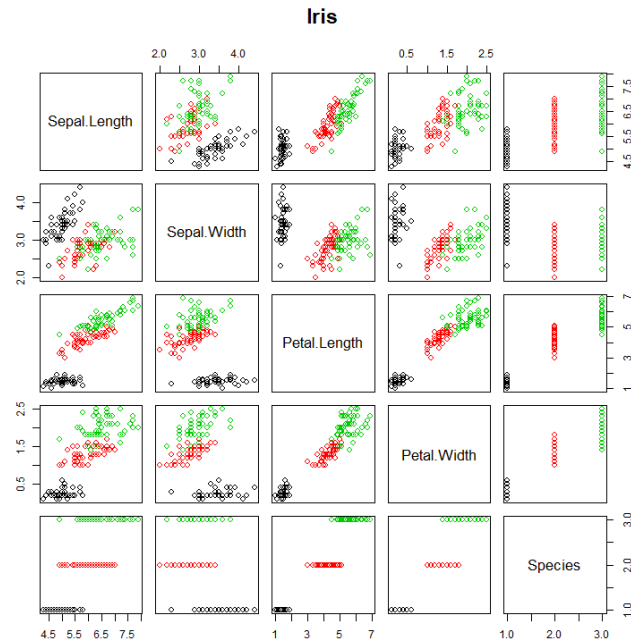 Iris
2.0 3.0 4.0
0.5 1.5 2.5
Sepal.Length
4.5 5.5 6.5 7.5
2.0 3.0 4.0
Sepal.Width
Petal.Length
1 3 5 7
0.5 1.5 2.5
Petal.Width
Species
1.0 2.0 3.0
4.5 5.5 6.5 7.5
1 3 5 7
1.0 2.0 3.0